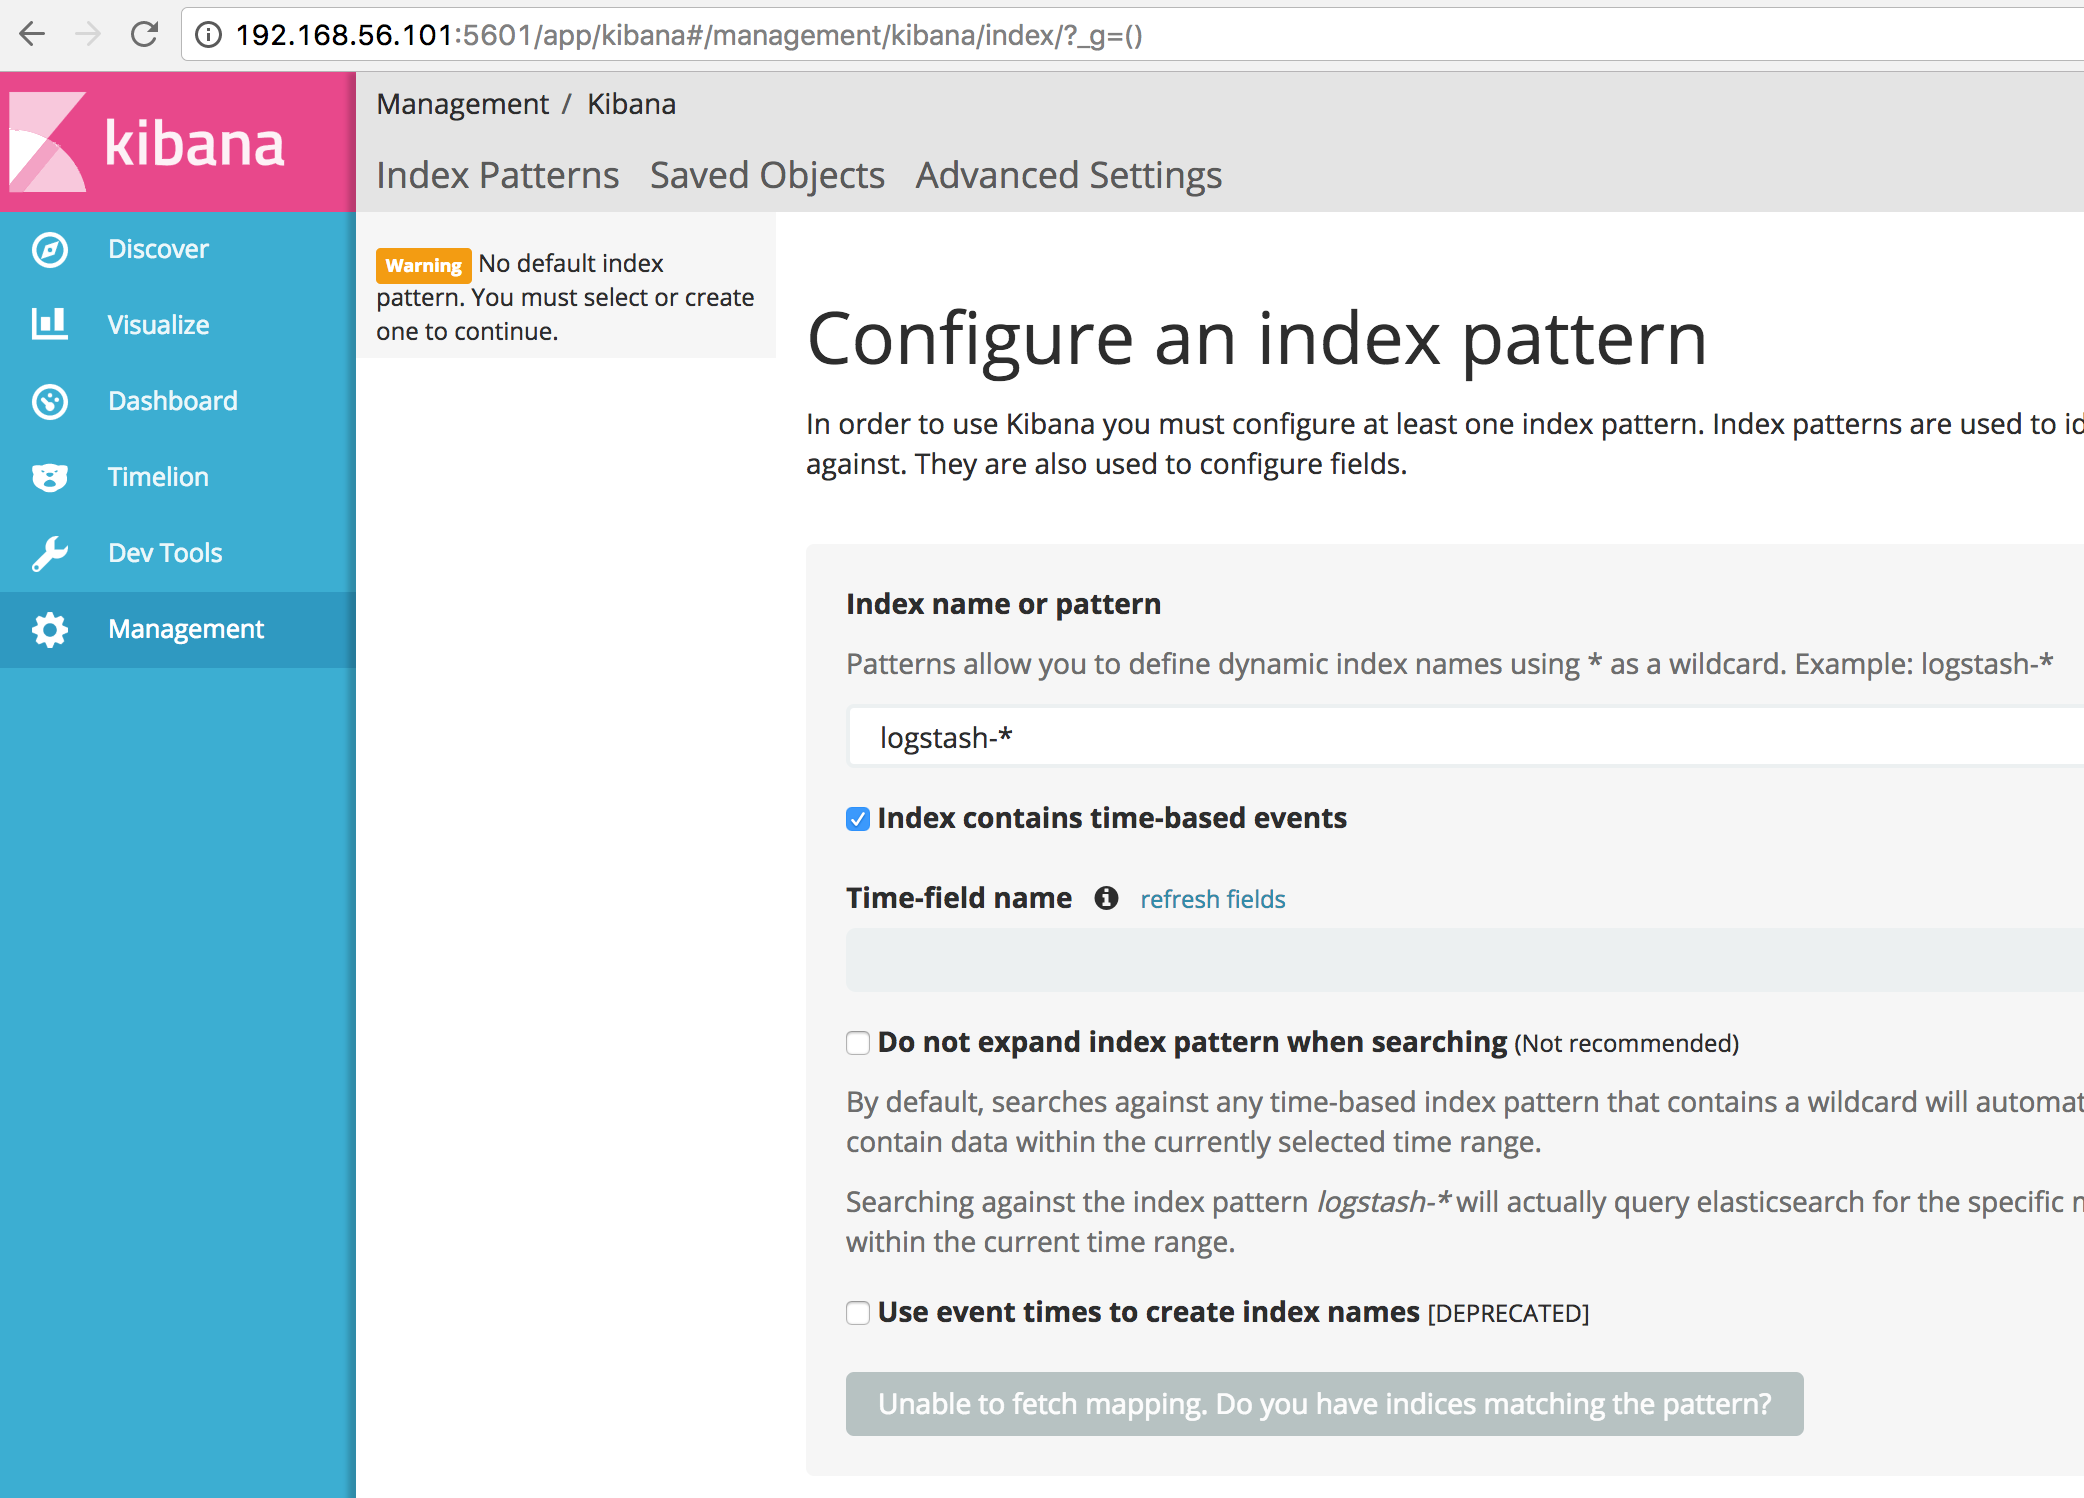 192.168.56.101:5601/app/kibana#/management/kibana/index/?_g=()
kibana
Management / Kibana
Index Patterns Saved Objects Advanced Settings
Discover
Visualize
Dashboard
Timelion
Dev Tools
Management
Warning No default index
pattern. You must select or create
one to continue.
Configure an index pattern
In order to use Kibana you must configure at least one index pattern. Index patterns are used to
against. They are also used to configure fields.
Index name or pattern
Patterns allow you to define dynamic index names using * as a wildcard. Example: logstash-*
logstash-*
Index contains time-based events
Time-field name refresh fields
Do not expand index pattern when searching (Not recommended)
By default, searches against any time-based index pattern that contains a wildcard will
contain data within the currently selected time range.
Searching against the index pattern logstash-* will actually query elasticsearch for the specific
within the current time range.
Use event times to create index names [DEPRECATED]
Unable to fetch mapping. Do you have indices matching the pattern?